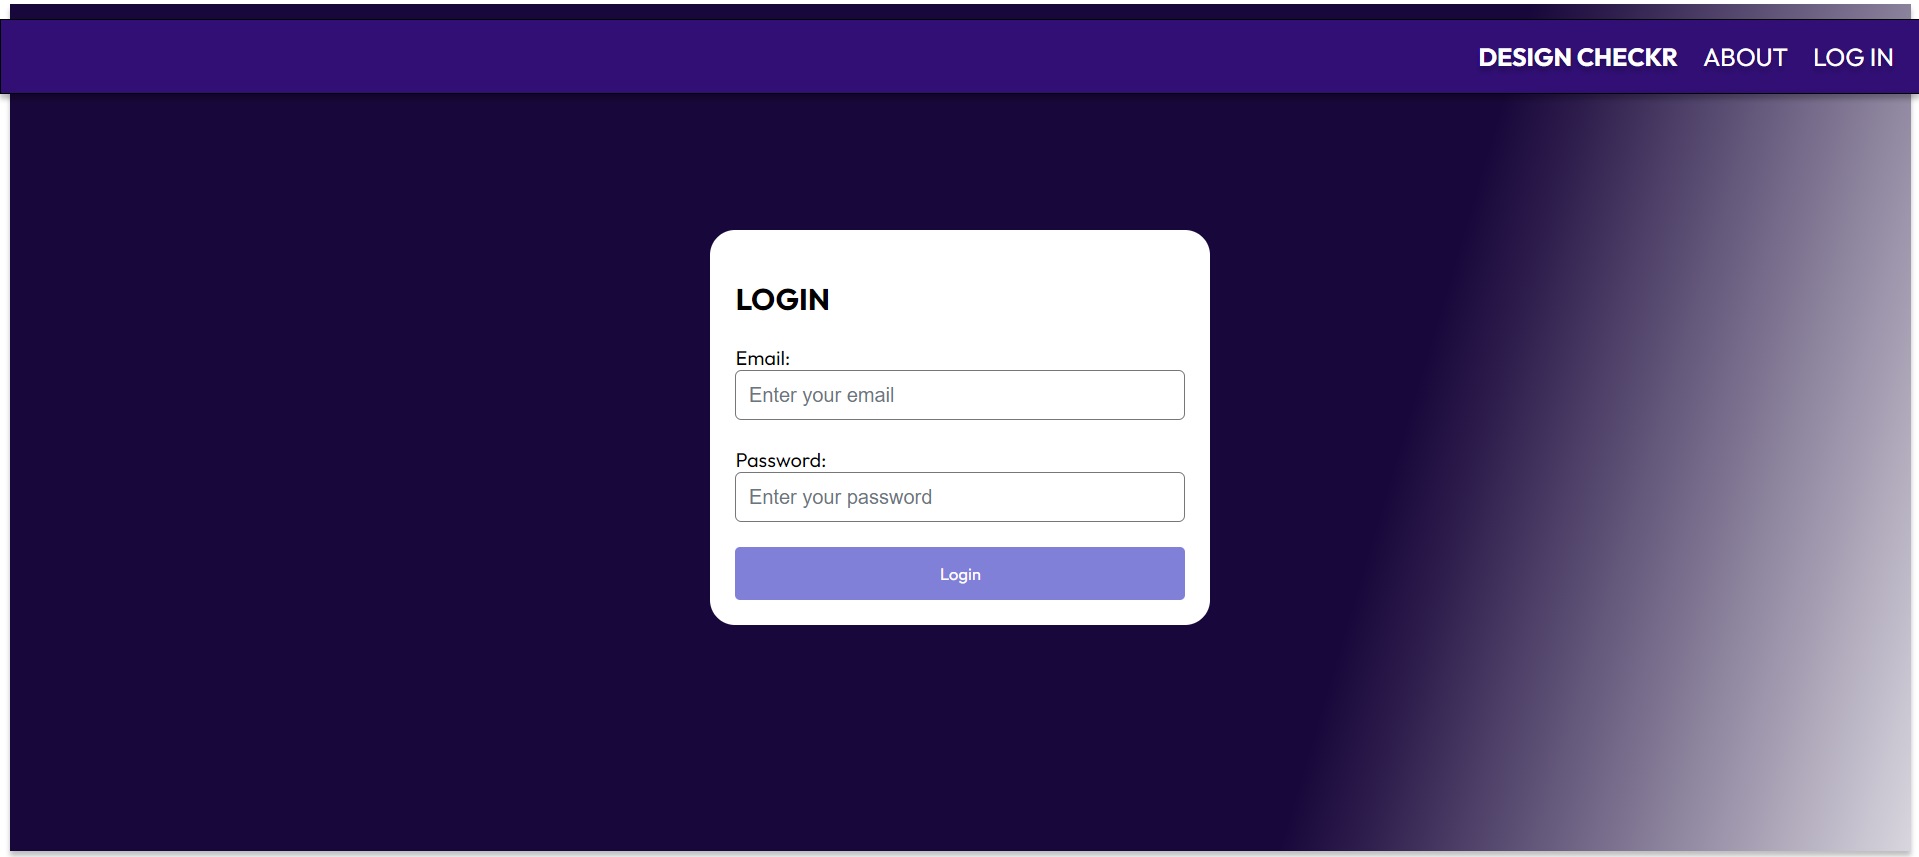 DESIGN CHECKR ABOUT LOG IN
LOGIN
Email:
Enter your email
Password:
Enter your password
Login